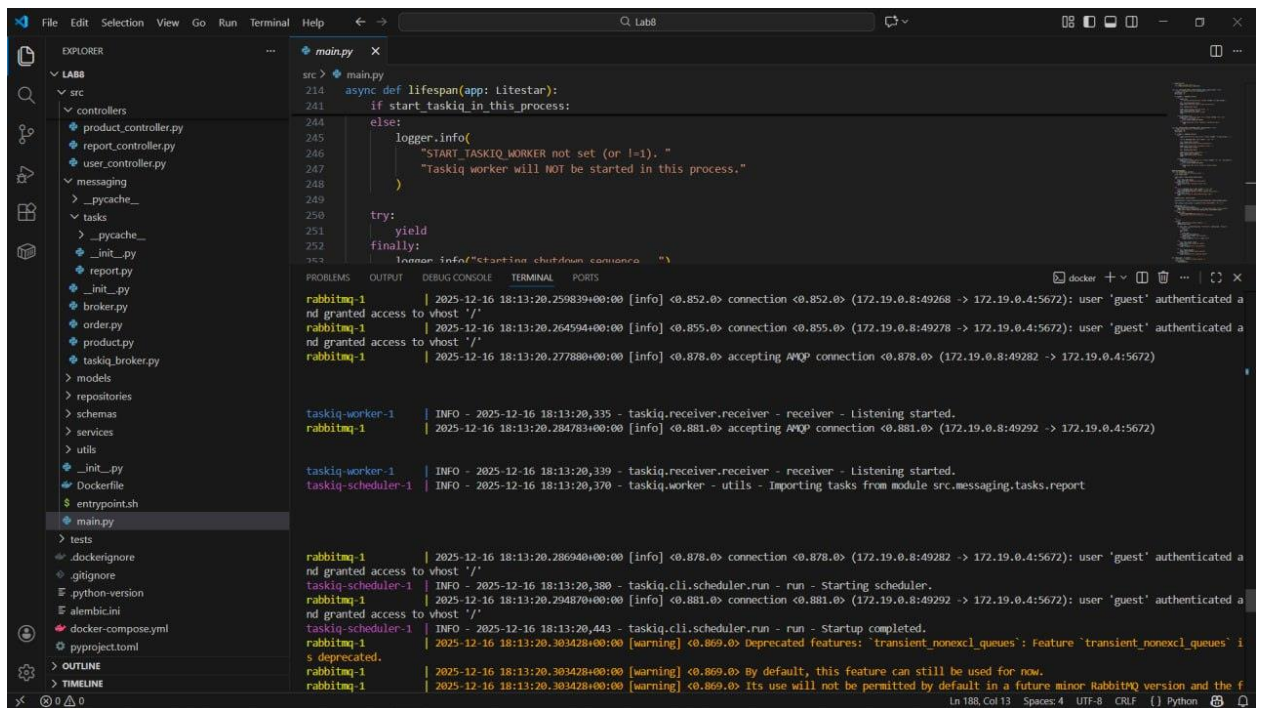 File Edit Selection View Go Run Terminal Help
Lab8
EXPLORER
LAB8
src
controllers
product_controller.py
report_controller.py
user_controller.py
messaging
__pycache__
tasks
__pycache__
__init__.py
report.py
__init__.py
broker.py
order.py
product.py
taskiq_broker.py
models
repositories
schemas
services
utils
__init__.py
Dockerfile
entrypoint.sh
main.py
tests
.dockerignore
.gitignore
.python-version
alembic.ini
docker-compose.yml
pyproject.toml
OUTLINE
TIMELINE
main.py
src > main.py
214 async def lifespan(app: Litestar):
241 if start_taskiq_in_this_process:
244 else:
245 logger.info(
246 "START_TASKIQ_WORKER not set (or !=1). "
247 "Taskiq worker will NOT be started in this process."
248 )
249
250 try:
251 yield
252 finally:
253 logger.info("Starting shutdown sequence...")
PROBLEMS OUTPUT DEBUG CONSOLE TERMINAL PORTS
docker
rabbitmq-1 | 2025-12-16 18:13:20.259839+00:00 [info] <0.852.0> connection <0.852.0> (172.19.0.8:49268 -> 172.19.0.4:5672): user 'guest' authenticated a
nd granted access to vhost '/'
rabbitmq-1 | 2025-12-16 18:13:20.264594+00:00 [info] <0.855.0> connection <0.855.0> (172.19.0.8:49278 -> 172.19.0.4:5672): user 'guest' authenticated a
nd granted access to vhost '/'
rabbitmq-1 | 2025-12-16 18:13:20.277880+00:00 [info] <0.878.0> accepting AMQP connection <0.878.0> (172.19.0.8:49282 -> 172.19.0.4:5672)
taskiq-worker-1 | INFO - 2025-12-16 18:13:20,335 - taskiq.receiver.receiver - receiver - Listening started.
rabbitmq-1 | 2025-12-16 18:13:20.284783+00:00 [info] <0.881.0> accepting AMQP connection <0.881.0> (172.19.0.8:49292 -> 172.19.0.4:5672)
taskiq-worker-1 | INFO - 2025-12-16 18:13:20,339 - taskiq.receiver.receiver - receiver - Listening started.
taskiq-scheduler-1 | INFO - 2025-12-16 18:13:20,370 - taskiq.worker - utils - Importing tasks from module src.messaging.tasks.report
rabbitmq-1 | 2025-12-16 18:13:20.286940+00:00 [info] <0.878.0> connection <0.878.0> (172.19.0.8:49282 -> 172.19.0.4:5672): user 'guest' authenticated a
nd granted access to vhost '/'
taskiq-scheduler-1 | INFO - 2025-12-16 18:13:20,380 - taskiq.cli.scheduler.run - run - Starting scheduler.
rabbitmq-1 | 2025-12-16 18:13:20.294870+00:00 [info] <0.881.0> connection <0.881.0> (172.19.0.8:49292 -> 172.19.0.4:5672): user 'guest' authenticated a
nd granted access to vhost '/'
taskiq-scheduler-1 | INFO - 2025-12-16 18:13:20,443 - taskiq.cli.scheduler.run - run - Startup completed.
rabbitmq-1 | 2025-12-16 18:13:20.303428+00:00 [warning] <0.869.0> Deprecated features: `transient_nonexcl_queues`: Feature `transient_nonexcl_queues` i
s deprecated.
rabbitmq-1 | 2025-12-16 18:13:20.303428+00:00 [warning] <0.869.0> By default, this feature can still be used for now.
rabbitmq-1 | 2025-12-16 18:13:20.303428+00:00 [warning] <0.869.0> Its use will not be permitted by default in a future minor RabbitMQ version and the f
0 0 Ln 188, Col 13 Spaces: 4 UTF-8 CRLF {} Python